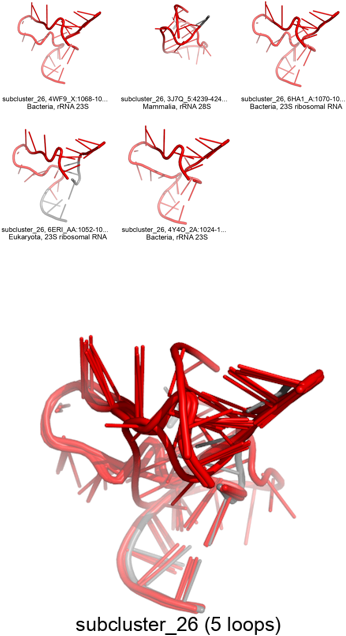 subcluster_26, 4WF9_X:1068-10...
Bacteria, rRNA 23S
subcluster_26, 3J7Q_5:4239-424...
Mammalia, rRNA 28S
subcluster_26, 6HA1_A:1070-10...
Bacteria, 23S ribosomal RNA
subcluster_26, 6ERI_AA:1052-10...
Eukaryota, 23S ribosomal RNA
subcluster_26, 4Y4O_2A:1024-1...
Bacteria, rRNA 23S
subcluster_26 (5 loops)